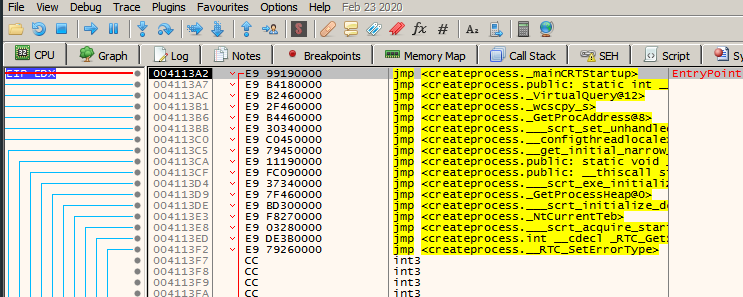 File View Debug Trace Plugins Favourites Options Help Feb 23 2020
CPU Graph Log Notes Breakpoints Memory Map Call Stack SEH Script Sy
EIP EDX 004113A2 E9 99190000 jmp <createprocess._mainCRTStartup> EntryPoint
004113A7 E9 B4180000 jmp <createprocess.public: static int __
004113AC E9 B2460000 jmp <createprocess._VirtualQuery@12>
004113B1 E9 2F460000 jmp <createprocess._wcscpy_s>
004113B6 E9 B4460000 jmp <createprocess._GetProcAddress@8>
004113BB E9 30340000 jmp <createprocess.___scrt_set_unhandled
004113C0 E9 C0450000 jmp <createprocess.__configthreadlocale>
004113C5 E9 79450000 jmp <createprocess.__get_initial_narrow_
004113CA E9 11190000 jmp <createprocess.public: static void
004113CF E9 FC090000 jmp <createprocess.public: __thiscall st
004113D4 E9 37340000 jmp <createprocess.___scrt_exe_initializ
004113D9 E9 7F460000 jmp <createprocess._GetProcessHeap@0>
004113DE E9 BD300000 jmp <createprocess.___scrt_initialize_de
004113E3 E9 F8270000 jmp <createprocess._NtCurrentTeb>
004113E8 E9 03280000 jmp <createprocess.___scrt_acquire_star
004113ED E9 DE3B0000 jmp <createprocess.int __cdecl _RTC_GetS
004113F2 E9 79260000 jmp <createprocess.__RTC_SetErrorType>
004113F7 CC int3
004113F8 CC int3
004113F9 CC int3
004113FA CC int3